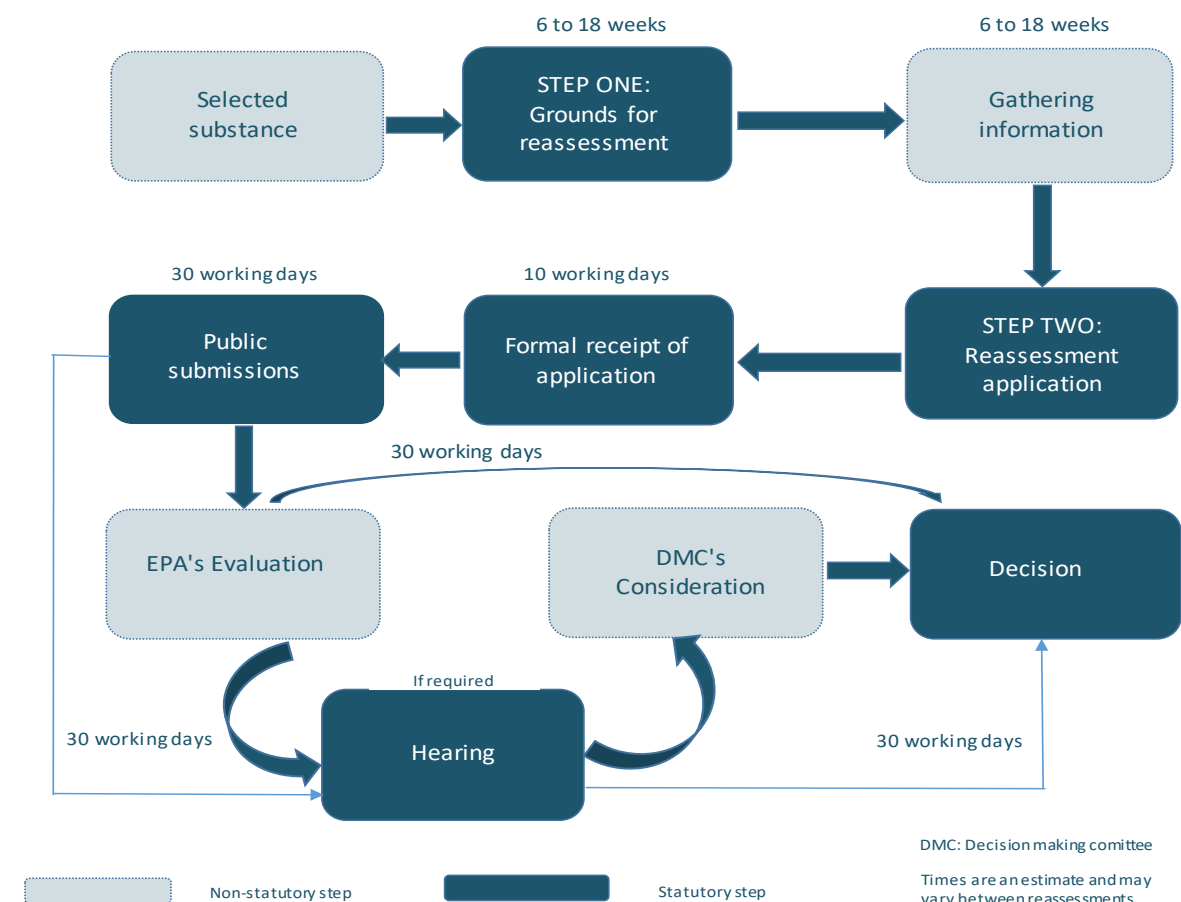 6 to 18 weeks
6 to 18 weeks
Selected
substance
STEP ONE:
Grounds for
reassessment
Gathering
information
30 working days
10 working days
Public
submissions
Formal receipt of
application
STEP TWO:
Reassessment
application
30 working days
EPA's Evaluation
DMC's
Consideration
Decision
If required
Hearing
30 working days
30 working days
DMC: Decision making comittee
Non-statutory step
Statutory step
Times are an estimate and may
vary between reassessments